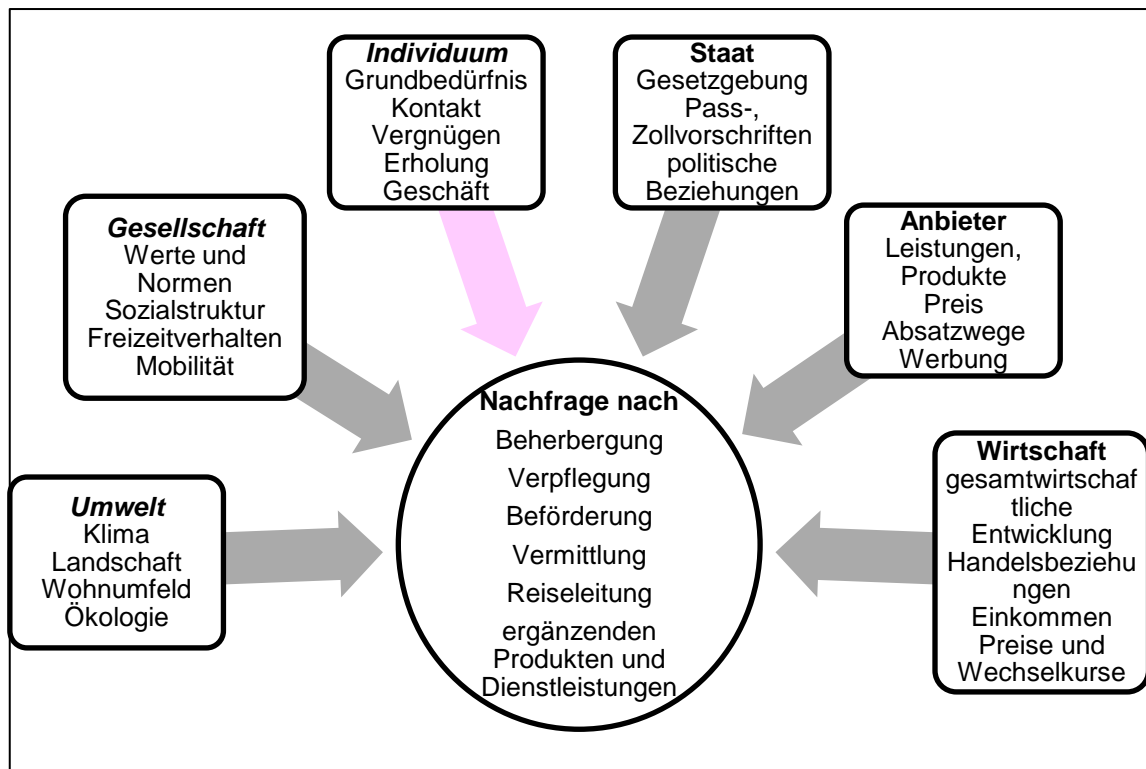 Individuum
Grundbedürfnis
Kontakt
Vergnügen
Erholung
Geschäft
Staat
Gesetzgebung
Pass-,
Zollvorschriften
politische
Beziehungen
Gesellschaft
Werte und
Normen
Sozialstruktur
Freizeitverhalten
Mobilität
Anbieter
Leistungen,
Produkte
Preis
Absatzwege
Werbung
Umwelt
Klima
Landschaft
Wohnumfeld
Ökologie
Nachfrage nach
Beherbergung
Verpflegung
Beförderung
Vermittlung
Reiseleitung
ergänzenden
Produkten und
Dienstleistungen
Wirtschaft
gesamtwirtschaf
tliche
Entwicklung
Handelsbeziehu
ngen
Einkommen
Preise und
Wechselkurse